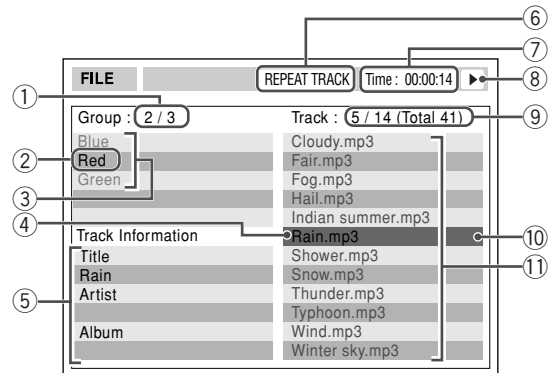 ⑥
⑦
FILE REPEAT TRACK Time : 00:00:14 ⑧
①
Group : 2 / 3 Track : 5 / 14 (Total 41) ⑨
Blue Cloudy.mp3
② Red Fair.mp3
Green Fog.mp3
③ Hail.mp3
④ Indian summer.mp3
Track Information Rain.mp3 ⑩
Title Shower.mp3 ⑪
Rain Snow.mp3
⑤ Artist Thunder.mp3
Typhoon.mp3
Album Wind.mp3
Winter sky.mp3